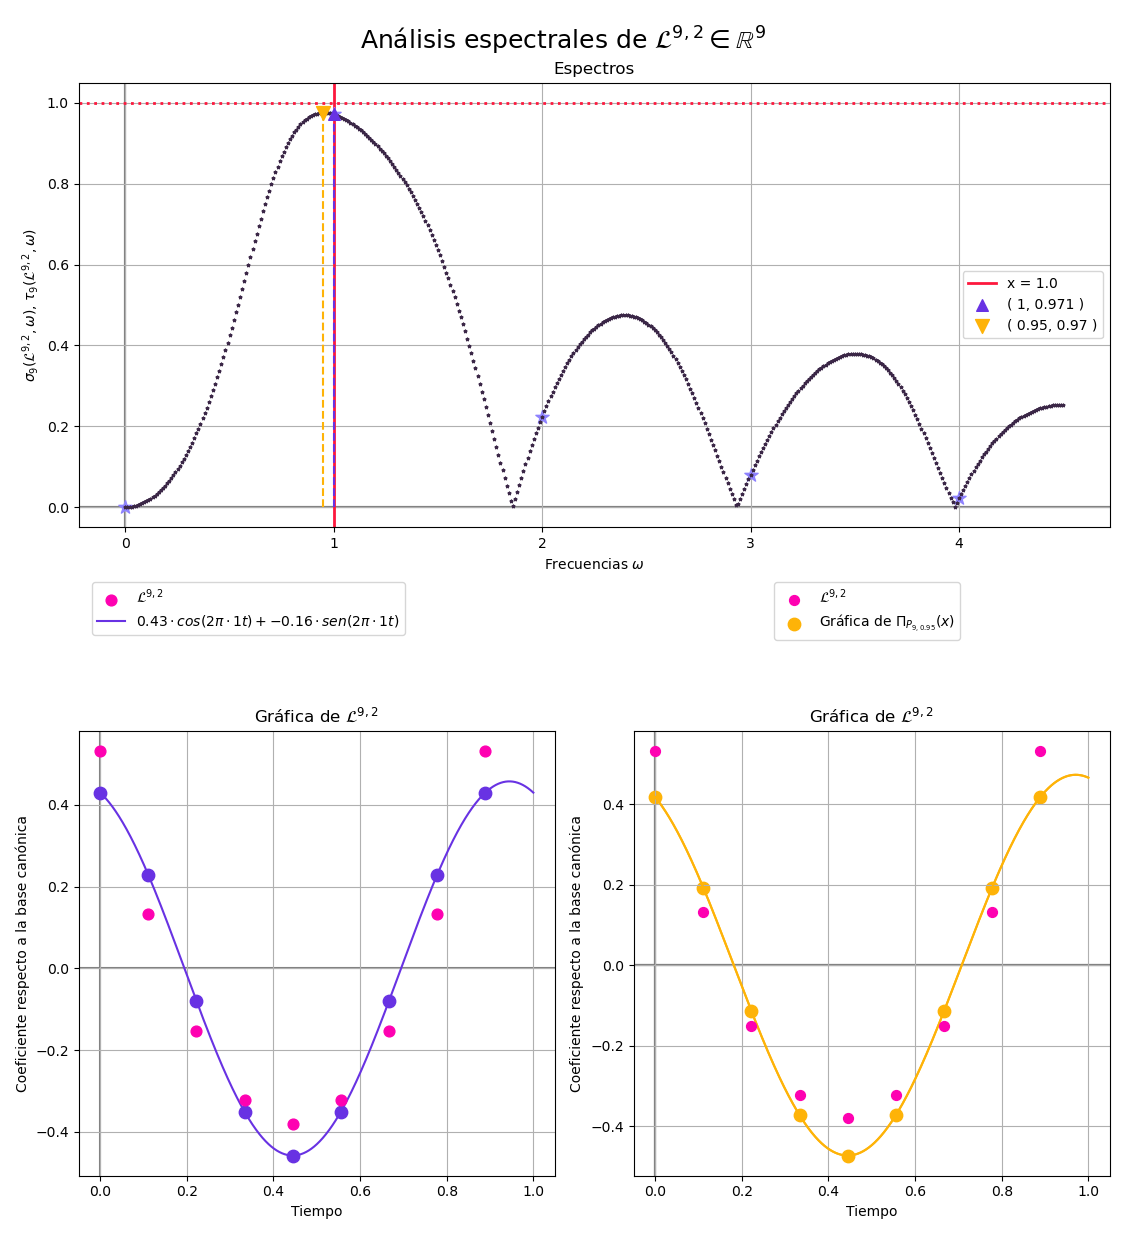 Análisis espectrales de $\mathcal{L}^{9,2} \in \mathbb{R}^9$
Espectros
$\sigma_9(\mathcal{L}^{9,2}, \omega)$, $\tau_9(\mathcal{L}^{9,2}, \omega)$
1.0
0.8
0.6
0.4
0.2
0.0
x = 1.0
( 1, 0.971 )
( 0.95, 0.97 )
0 1 2 3 4
Frecuencias $\omega$
$\mathcal{L}^{9,2}$
$0.43 \cdot cos(2\pi \cdot 1t) + -0.16 \cdot sen(2\pi \cdot 1t)$
$\mathcal{L}^{9,2}$
Gráfica de $\Pi_{P_{9,0.95}}(x)$
Gráfica de $\mathcal{L}^{9,2}$
Coeficiente respecto a la base canónica
0.4
0.2
0.0
−0.2
−0.4
0.0 0.2 0.4 0.6 0.8 1.0
Tiempo
Gráfica de $\mathcal{L}^{9,2}$
Coeficiente respecto a la base canónica
0.4
0.2
0.0
−0.2
−0.4
0.0 0.2 0.4 0.6 0.8 1.0
Tiempo